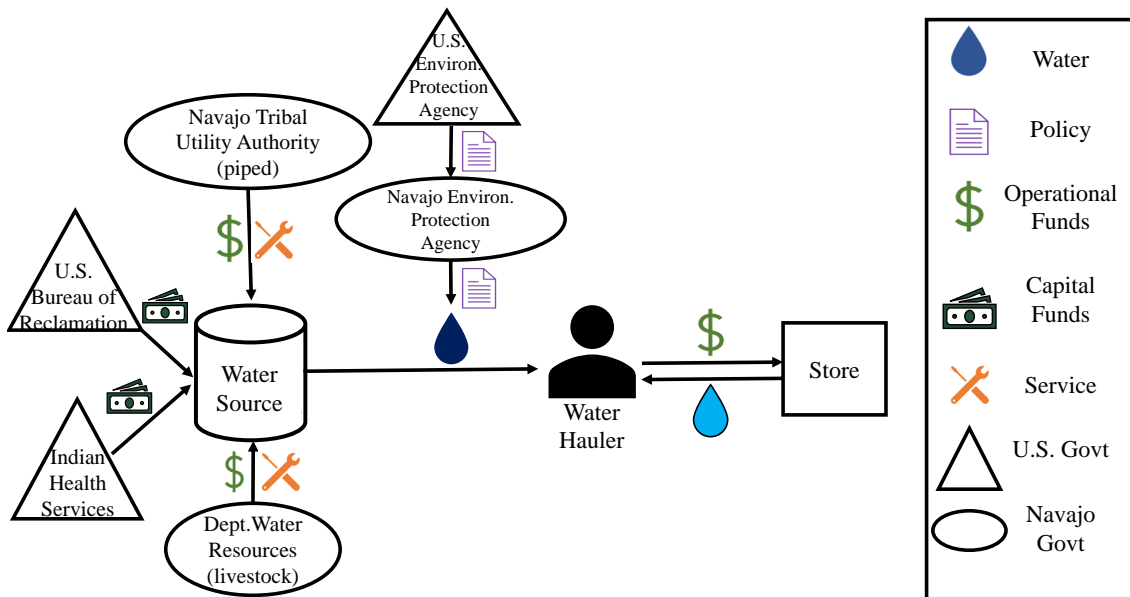 U.S.
Environ.
Protection
Agency
Navajo Tribal
Utility Authority
(piped)
Navajo Environ.
Protection
Agency
U.S.
Bureau of
Reclamation
Water
Source
Indian
Health
Services
Dept.Water
Resources
(livestock)
Water
Hauler
Store
Water
Policy
Operational
Funds
Capital
Funds
Service
U.S. Govt
Navajo
Govt